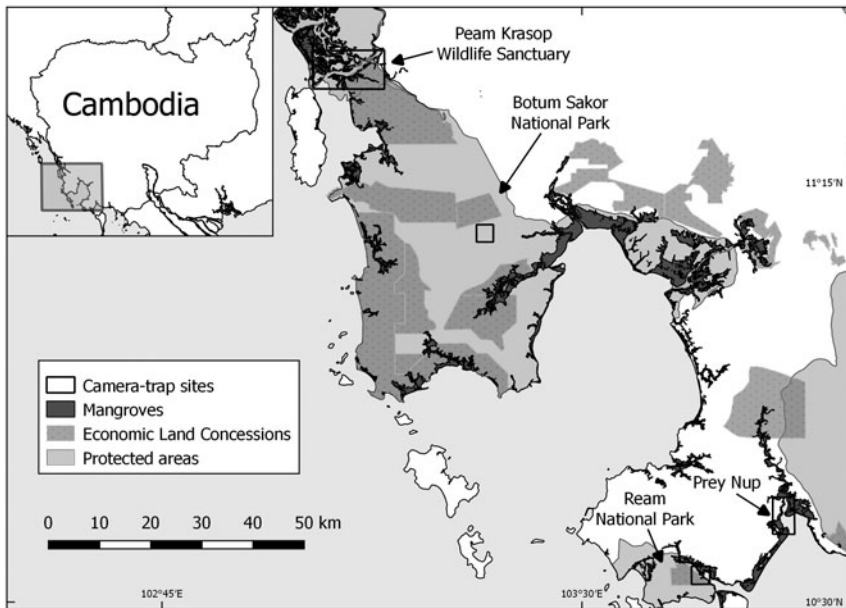 Cambodia
Peam Krasop
Wildlife Sanctuary
Botum Sakor
National Park
11°15'N
Camera-trap sites
Mangroves
Economic Land Concessions
Protected areas
0 10 20 30 40 50 km
Prey Nup
Ream
National Park
102°45'E
103°30'E
10°30'N